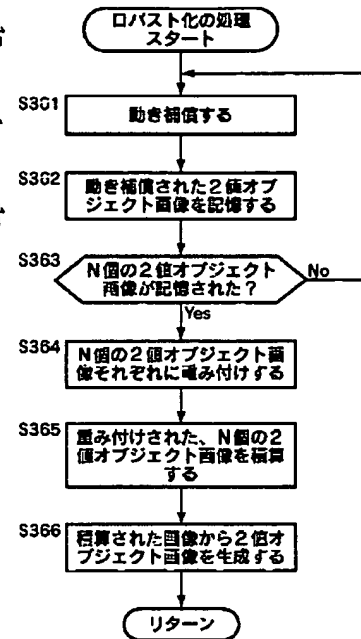 ロバスト化の処理
スタート
S301
動き補償する
S302
動き補償された2値オブ
ジェクト画像を記憶する
S363
N個の2値オブジェクト
画像が記憶された?
No
Yes
S364
N個の2値オブジェクト画
像それぞれに重み付けする
S365
重み付けされた、N個の2
値オブジェクト画像を積算
する
S366
積算された画像から2値オ
ブジェクト画像を生成する
リターン